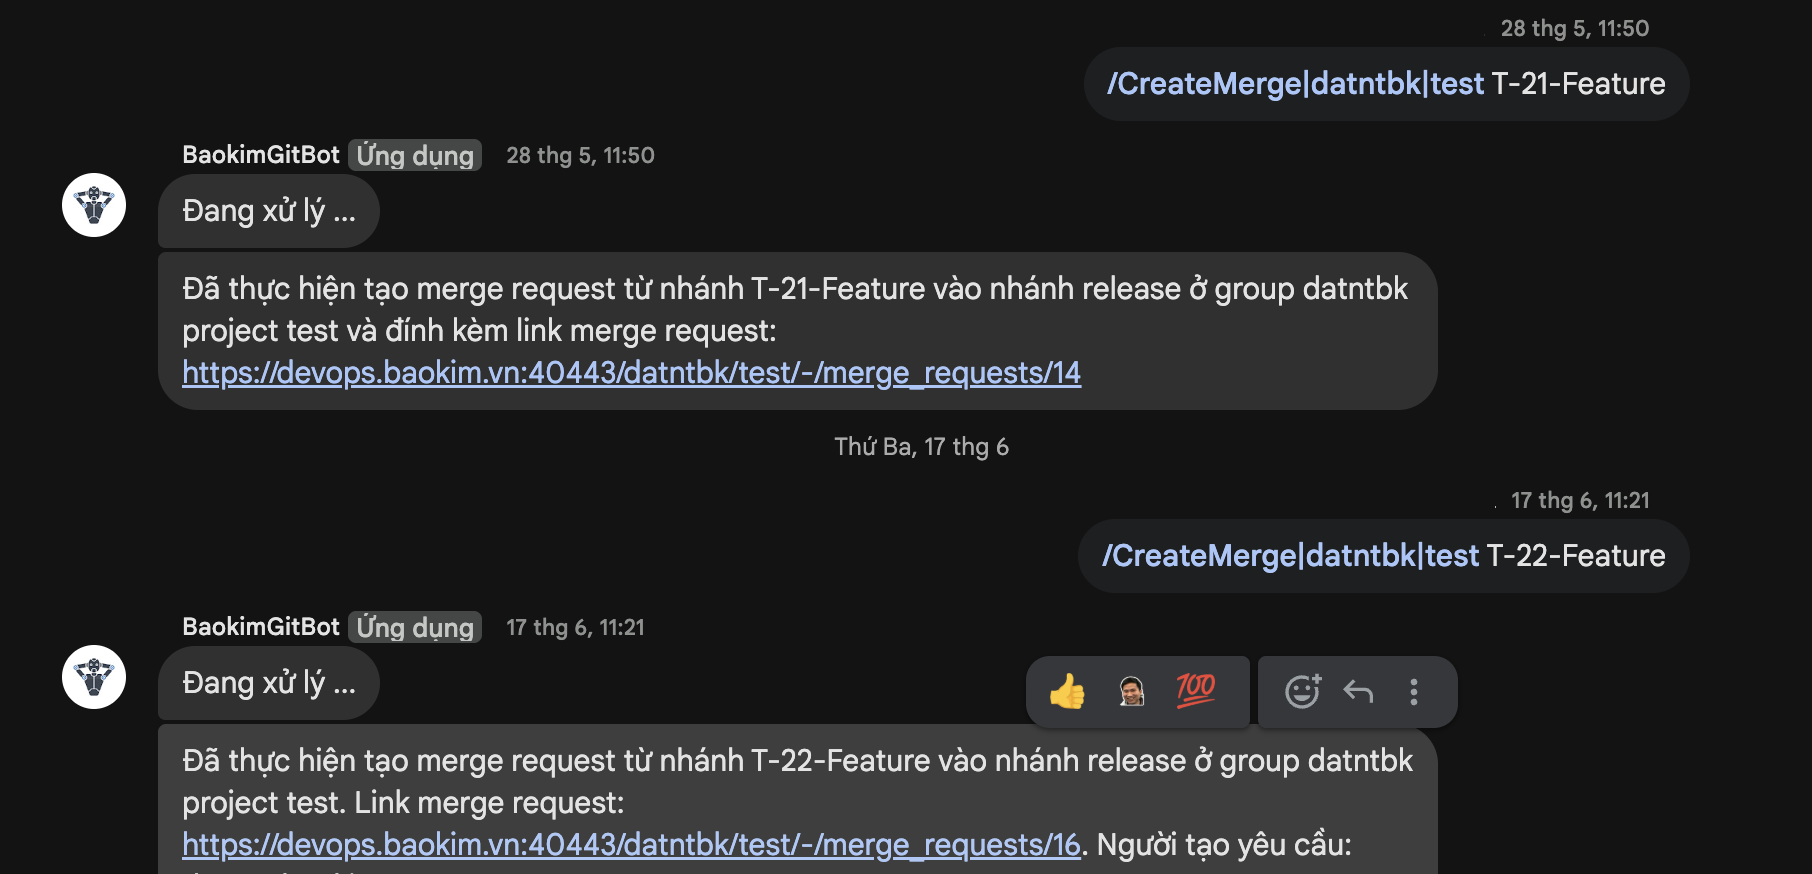 28 thg 5, 11:50
/CreateMerge|datntbk|test T-21-Feature
BaokimGitBot Ứng dụng 28 thg 5, 11:50
Đang xử lý ...
Đã thực hiện tạo merge request từ nhánh T-21-Feature vào nhánh release ở group datntbk
project test và đính kèm link merge request:
https://devops.baokim.vn:40443/datntbk/test/-/merge_requests/14
Thứ Ba, 17 thg 6
17 thg 6, 11:21
/CreateMerge|datntbk|test T-22-Feature
BaokimGitBot Ứng dụng 17 thg 6, 11:21
Đang xử lý ...
💯
Đã thực hiện tạo merge request từ nhánh T-22-Feature vào nhánh release ở group datntbk
project test. Link merge request:
https://devops.baokim.vn:40443/datntbk/test/-/merge_requests/16. Người tạo yêu cầu: